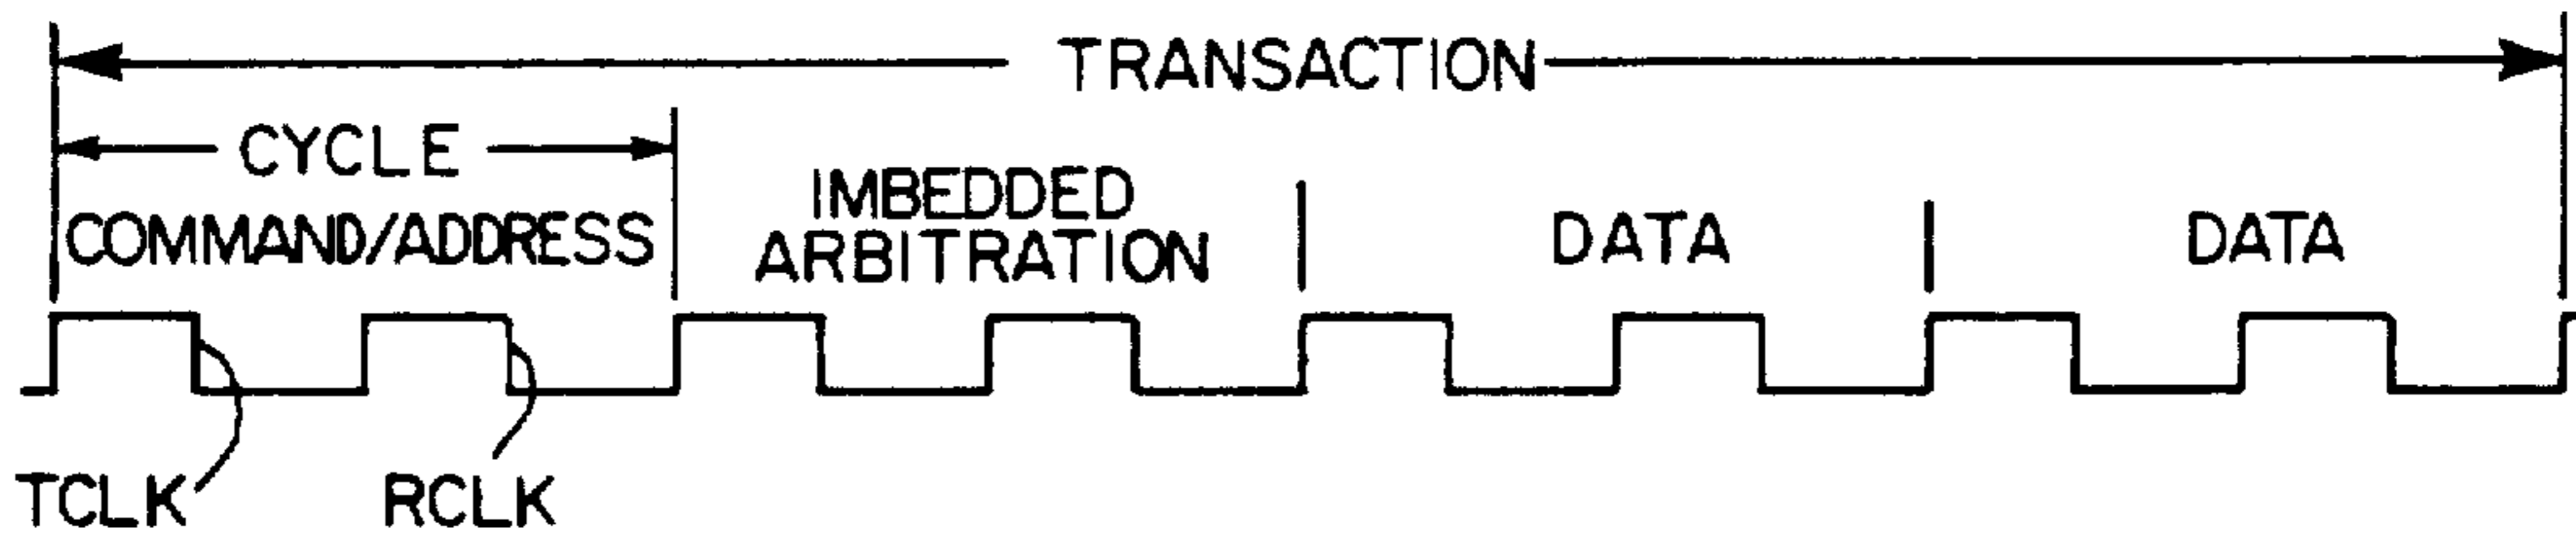 TRANSACTION
CYCLE
COMMAND/ADDRESS
IMBEDDED
ARBITRATION
DATA
DATA
TCLK
RCLK